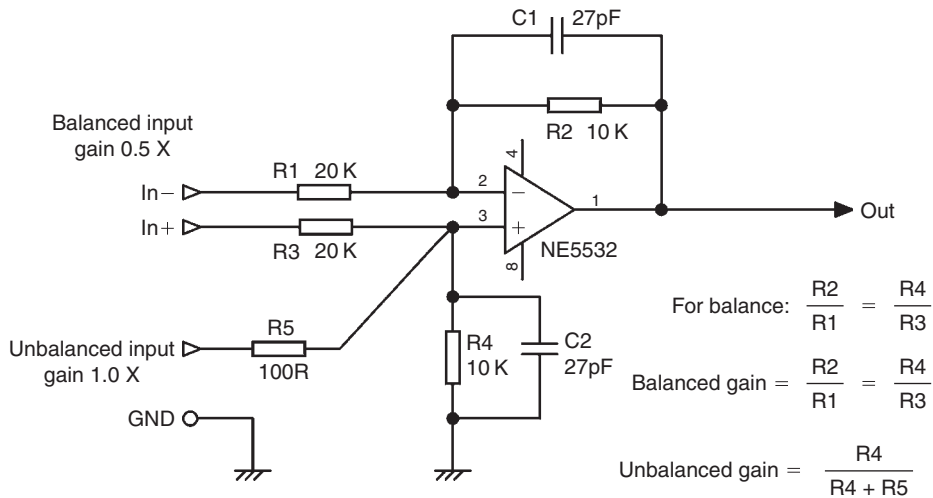 C1 27pF
R2 10 K
Balanced input
gain 0.5 X
R1 20 K
4
In−
2
−
1
Out
In+
3
+
R3 20 K
8
NE5532
For balance: R2/R1 = R4/R3
R5
Unbalanced input
gain 1.0 X
100R
R4
10 K
C2
27pF
Balanced gain = R2/R1 = R4/R3
GND
Unbalanced gain = R4/R4 + R5